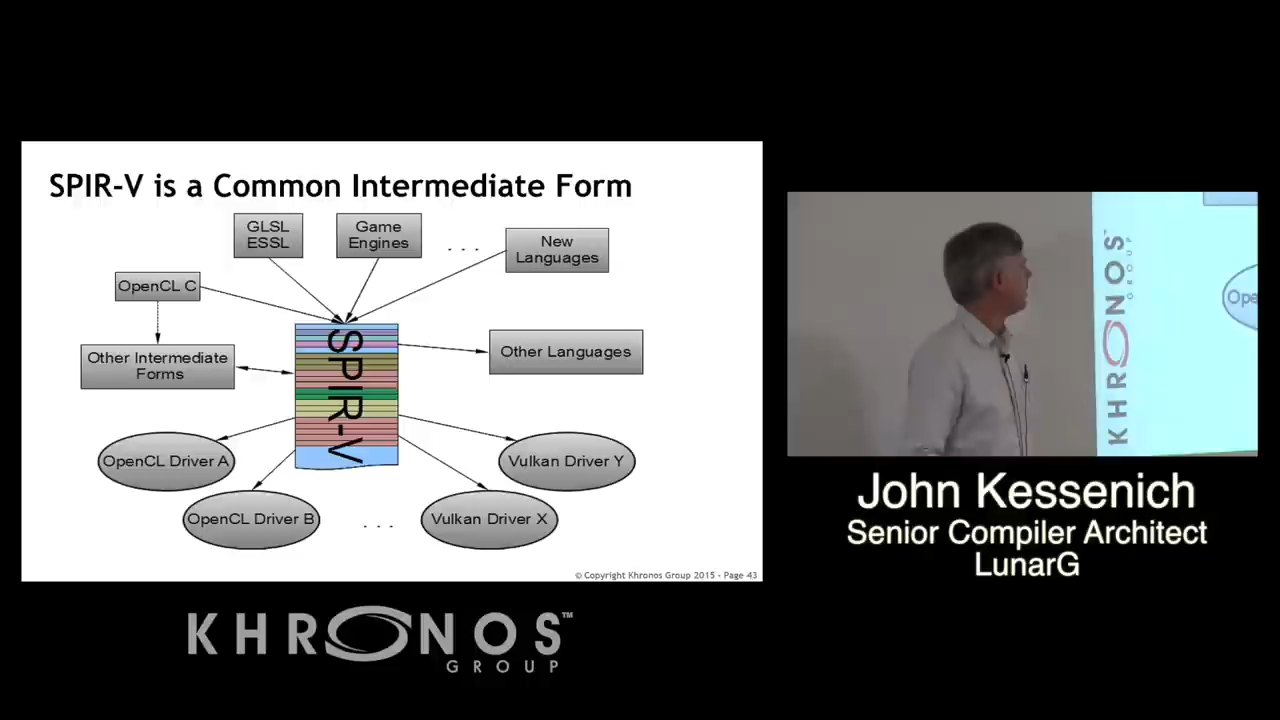 SPIR-V is a Common Intermediate Form
GLSL
ESSL
Game
Engines
. . .
New
Languages
OpenCL C
Other Intermediate
Forms
SPIR-V
Other Languages
OpenCL Driver A
OpenCL Driver B
. . .
Vulkan Driver X
Vulkan Driver Y
© Copyright Khronos Group 2015 - Page 43
KHRONOS™
GROUP
KHRONOS
GROUP
Ope
John Kessenich
Senior Compiler Architect
LunarG